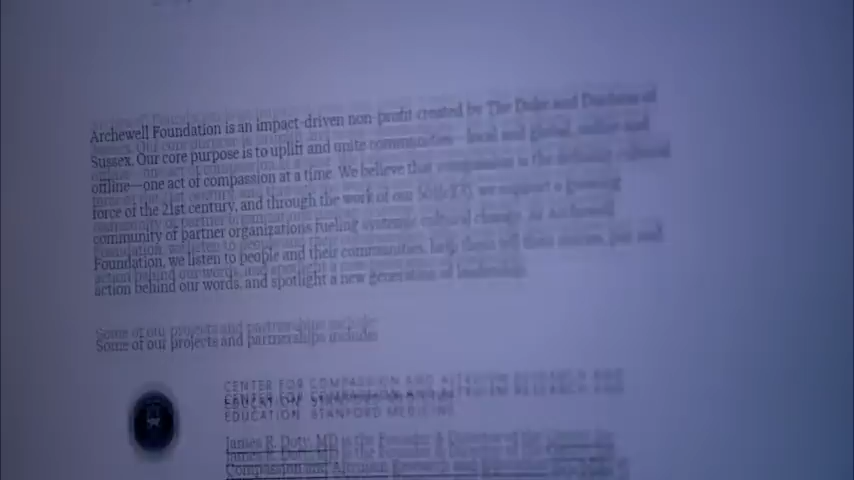 Archewell Foundation is an impact-driven non-profit created by The Duke and Duchess of
Sussex. Our core purpose is to uplift and unite communities—local and global, online and
offline—one act of compassion at a time. We believe that compassion is the defining cultural
force of the 21st century, and through the work of our we support a growing
community of partner organizations fueling systemic cultural change. At Archewell
Foundation, we listen to people and their communities, help them tell their stories, put real
action behind our words, and spotlight a new generation of leadership.
Some of our projects and partnerships include:
CENTER FOR COMPASSION AND ALTRUISM RESEARCH AND
EDUCATION STANFORD MEDICINE
James R. Doty, MD is the Founder & Director of the Center for
Compassion and Altruism Research and